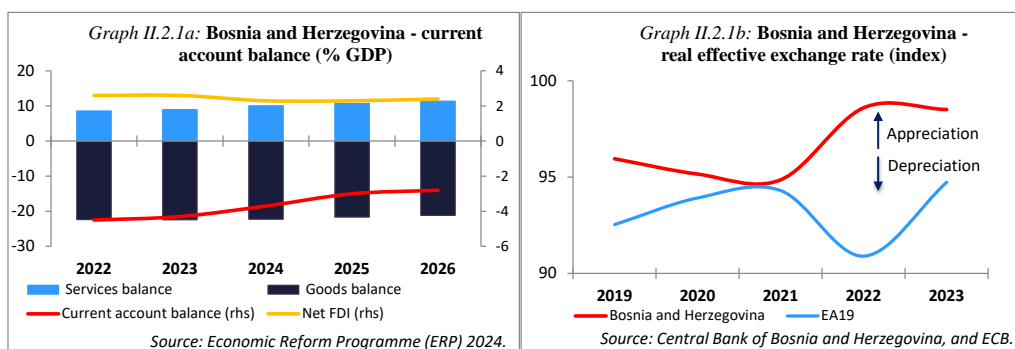 Graph II.2.1a: Bosnia and Herzegovina - current
account balance (% GDP)
20
10
0
-10
-20
-30
4
2
0
-2
-4
-6
2022 2023 2024 2025 2026
Services balance Goods balance
Current account balance (rhs) Net FDI (rhs)
Source: Economic Reform Programme (ERP) 2024.
Graph II.2.1b: Bosnia and Herzegovina -
real effective exchange rate (index)
100
95
90
Appreciation
Depreciation
2019 2020 2021 2022 2023
Bosnia and Herzegovina EA19
Source: Central Bank of Bosnia and Herzegovina, and ECB.